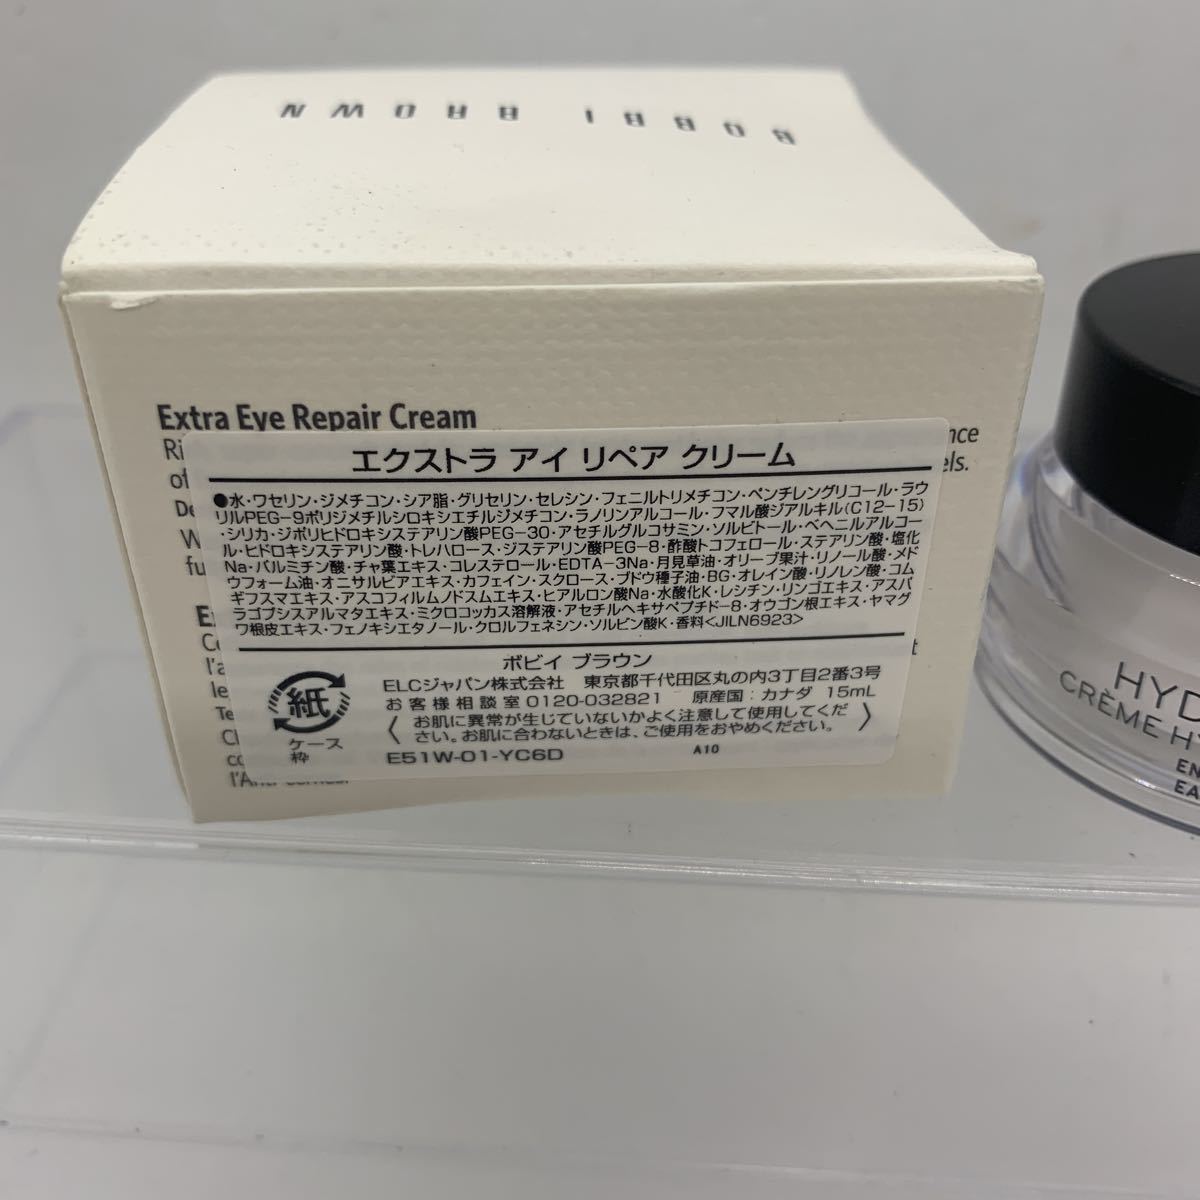 BOBBI BROWN
Extra Eye Repair Cream
nce
of els.
W
fu
l'a t
le
Te
l'Anti-cernes.
エクストラ アイ リペア クリーム
●水・ワセリン・ジメチコン・シア脂・グリセリン・セレシン・フェニルトリメチコン・ペンチレングリコール・ラウ
リルPEG-9ポリジメチルシロキシエチルジメチコン・ラノリンアルコール・フマル酸ジアルキル(C12-15)
・シリカ・ジポリヒドロキシステアリン酸PEG-30・アセチルグルコサミン・ソルビトール・ベヘニルアルコー
ル・ヒドロキシステアリン酸・トレハロース・ジステアリン酸PEG-8・酢酸トコフェロール・ステアリン酸・塩化
Na・パルミチン酸・チャ葉エキス・コレステロール・EDTA-3Na・月見草油・オリーブ果汁・リノール酸・メド
ウフォーム油・オニサルビアエキス・カフェイン・スクロース・ブドウ種子油・BG・オレイン酸・リノレン酸・コム
ギフスマエキス・アスコフィルムノドスムエキス・ヒアルロン酸Na・水酸化K・レシチン・リンゴエキス・アスパ
ラゴプシスアルマタエキス・ミクロコッカス溶解液・アセチルヘキサペプチド-8・オウゴン根エキス・ヤマグ
ワ根皮エキス・フェノキシエタノール・クロルフェネシン・ソルビン酸K・香料<JILN6923>
ボビイ ブラウン
ELCジャパン株式会社 東京都千代田区丸の内3丁目2番3号
お客様相談室 0120-032821 原産国：カナダ 15mL
〈お肌に異常が生じていないかよく注意して使用してくだ
さい。お肌に合わないときは、ご使用をおやめください。〉
E51W-01-YC6D A10
紙
ケース
枠
HYD
CRÈME HY
EN
EA